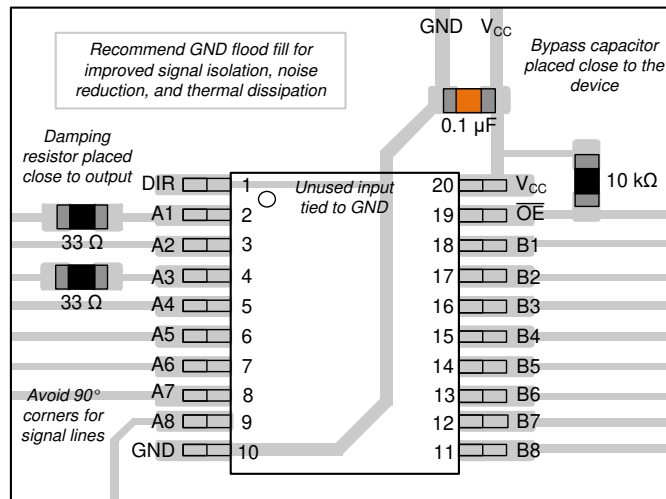 GND V_CC
Recommend GND flood fill for
improved signal isolation, noise
reduction, and thermal dissipation
Bypass capacitor
placed close to the
device
0.1 µF
Damping
resistor placed
close to output
DIR 1
Unused input
tied to GND
20 V_CC
10 kΩ
A1 2
19 OE
33 Ω
A2 3
18 B1
A3 4
17 B2
33 Ω
A4 5
16 B3
A5 6
15 B4
A6 7
14 B5
A7 8
13 B6
Avoid 90°
corners for
signal lines
A8 9
12 B7
GND 10
11 B8